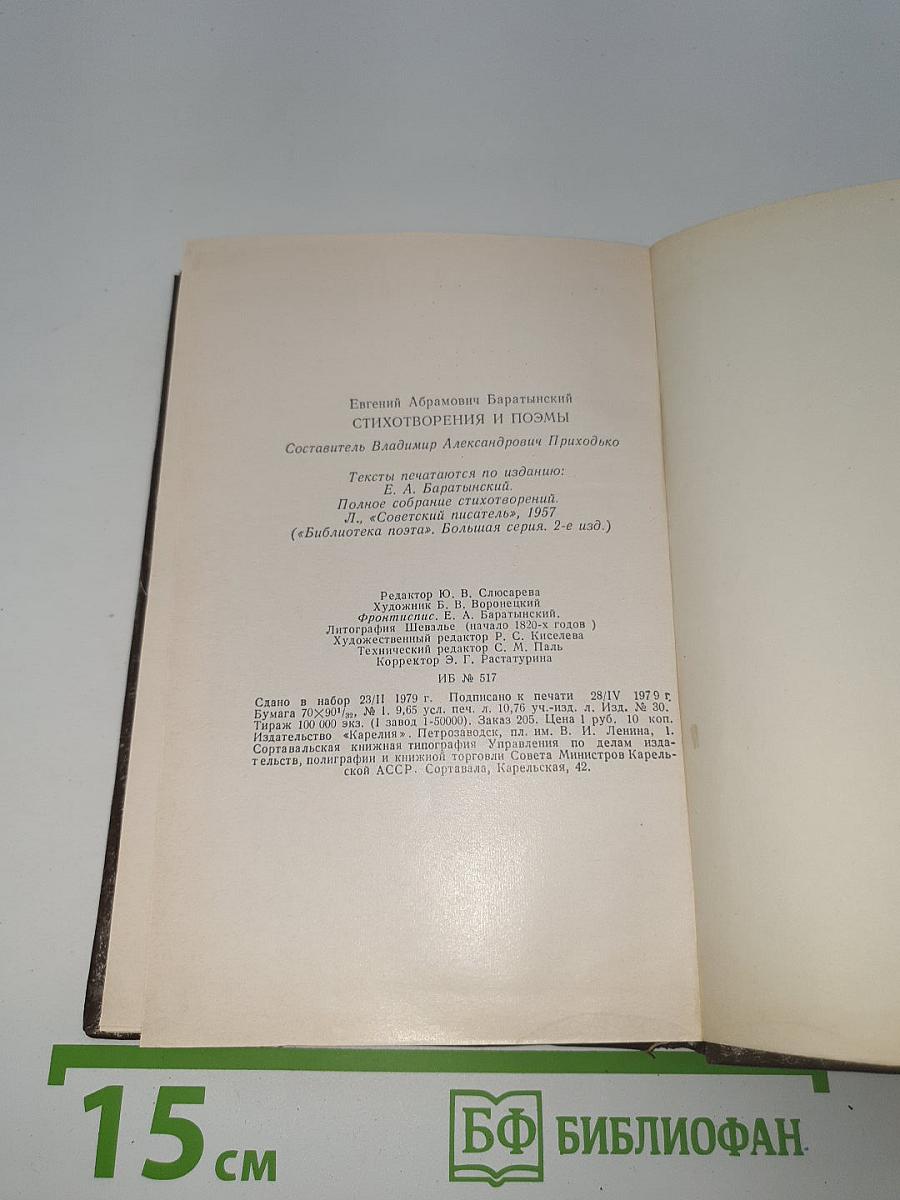 Евгений Абрамович Баратынский
СТИХОТВОРЕНИЯ И ПОЭМЫ
Составитель Владимир Александрович Приходько
Тексты печатаются по изданию:
Е. А. Баратынский.
Полное собрание стихотворений.
Л., «Советский писатель», 1957
(«Библиотека поэта». Большая серия. 2-е изд.)
Редактор Ю. В. Слюсарева
Художник Б. В. Воронецкий
Фронтиспис. Е. А. Баратынский.
Литография Шевалье (начало 1820-х годов )
Художественный редактор Р. С. Киселева
Технический редактор С. М. Паль
Корректор Э. Г. Растатурина
ИБ № 517
Сдано в набор 23/II 1979 г. Подписано к печати 28/IV 1979 г.
Бумага 70×90¹/₃₂, № 1. 9,65 усл. печ. л. 10,76 уч.-изд. л. Изд. № 30.
Тираж 100 000 экз. (I завод 1-50000). Заказ 205. Цена 1 руб. 10 коп.
Издательство «Карелия». Петрозаводск, пл. им. В. И. Ленина, 1.
Сортавальская книжная типография Управления по делам изда-
тельств, полиграфии и книжной торговли Совета Министров Карель-
ской АССР. Сортавала, Карельская, 42.
15 см
БФ БИБЛИОФАН